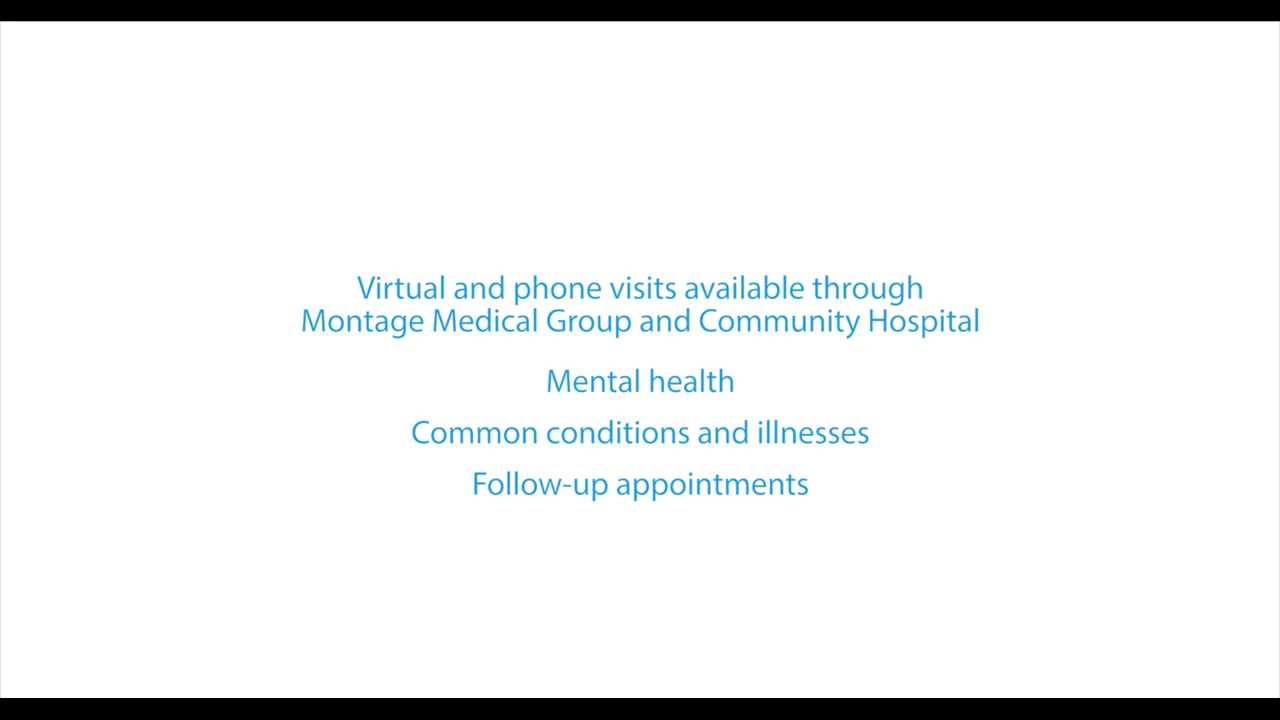 Virtual and phone visits available through
Montage Medical Group and Community Hospital
Mental health
Common conditions and illnesses
Follow-up appointments